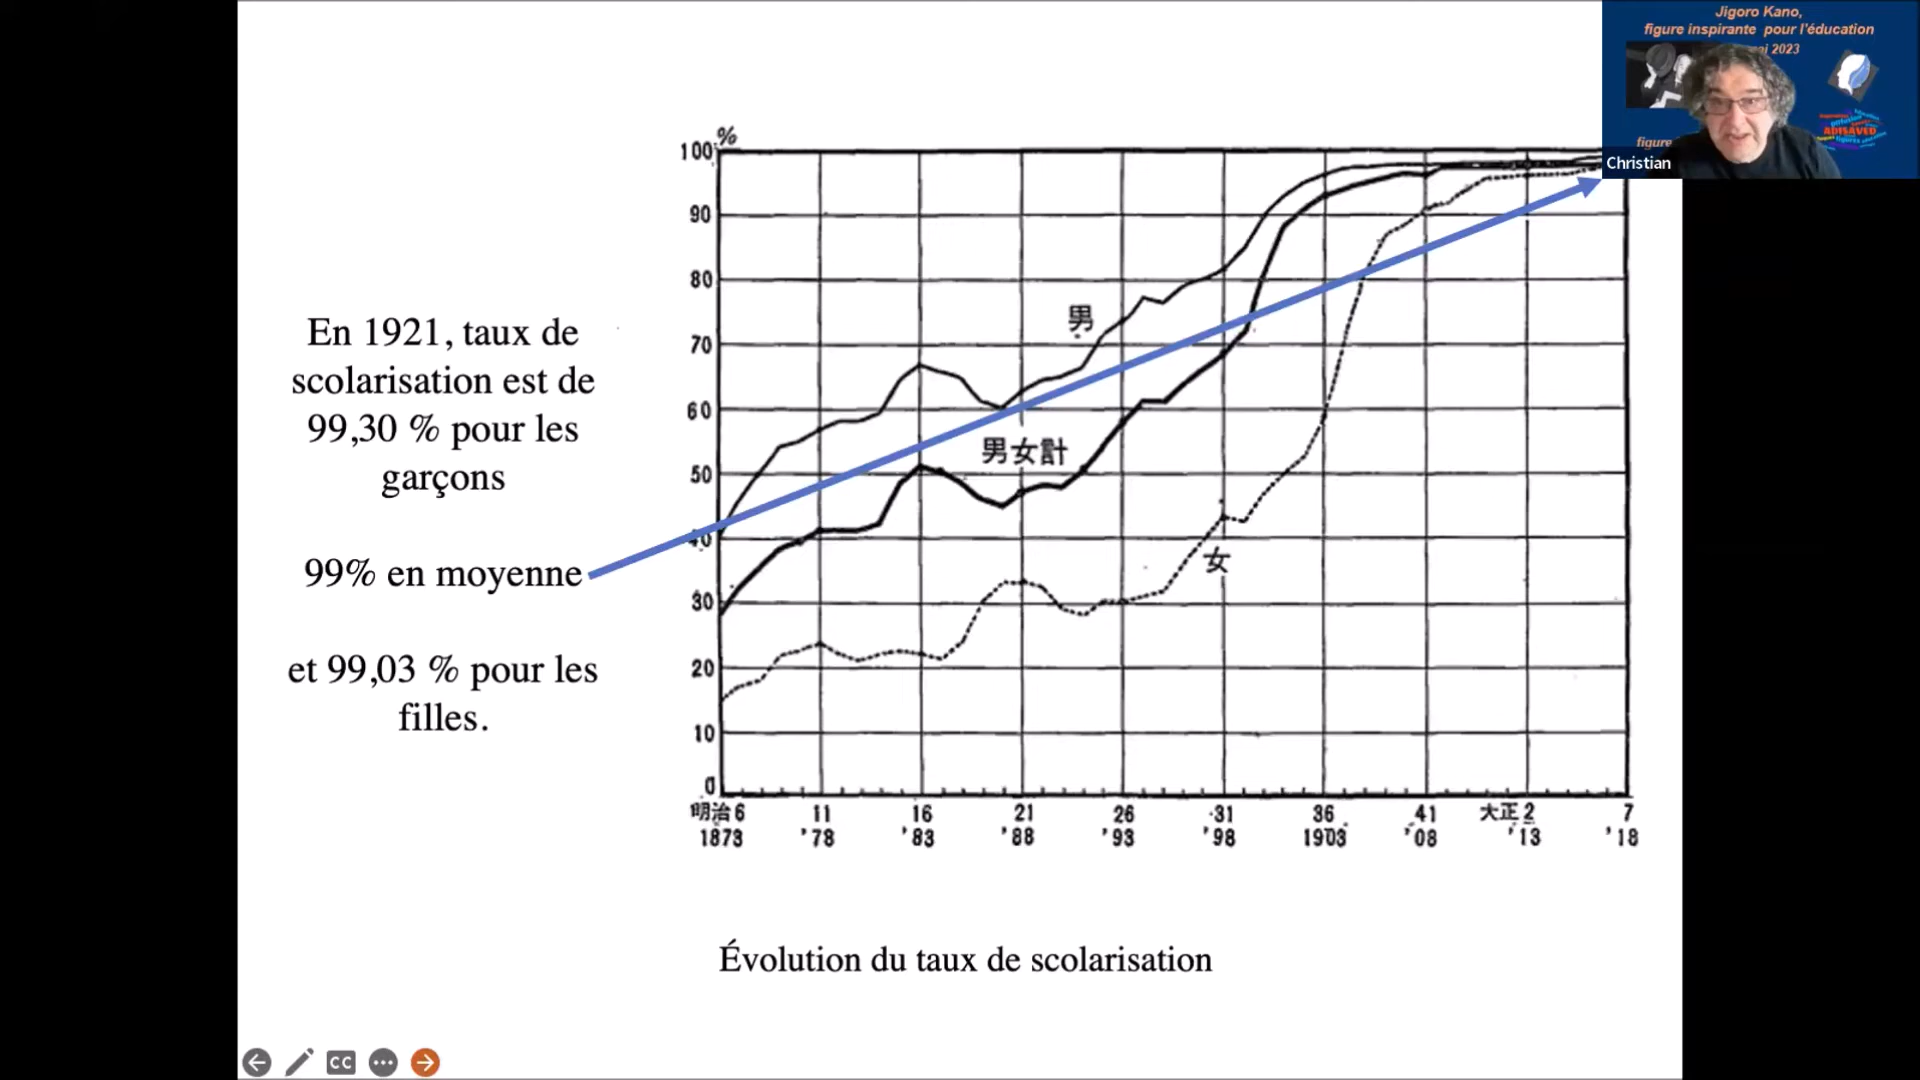 Jigoro Kano,
figure inspirante pour l'éducation
mai 2023
ADISAVED
figure
Christian
En 1921, taux de
scolarisation est de
99,30 % pour les
garçons
99% en moyenne
et 99,03 % pour les
filles.
%
100
90
80
70
60
50
40
30
20
10
0
男
男女計
女
明治6 11 16 21 26 31 36 41 大正2 7
1873 '78 '83 '88 '93 '98 1903 '08 '13 '18
Évolution du taux de scolarisation
CC